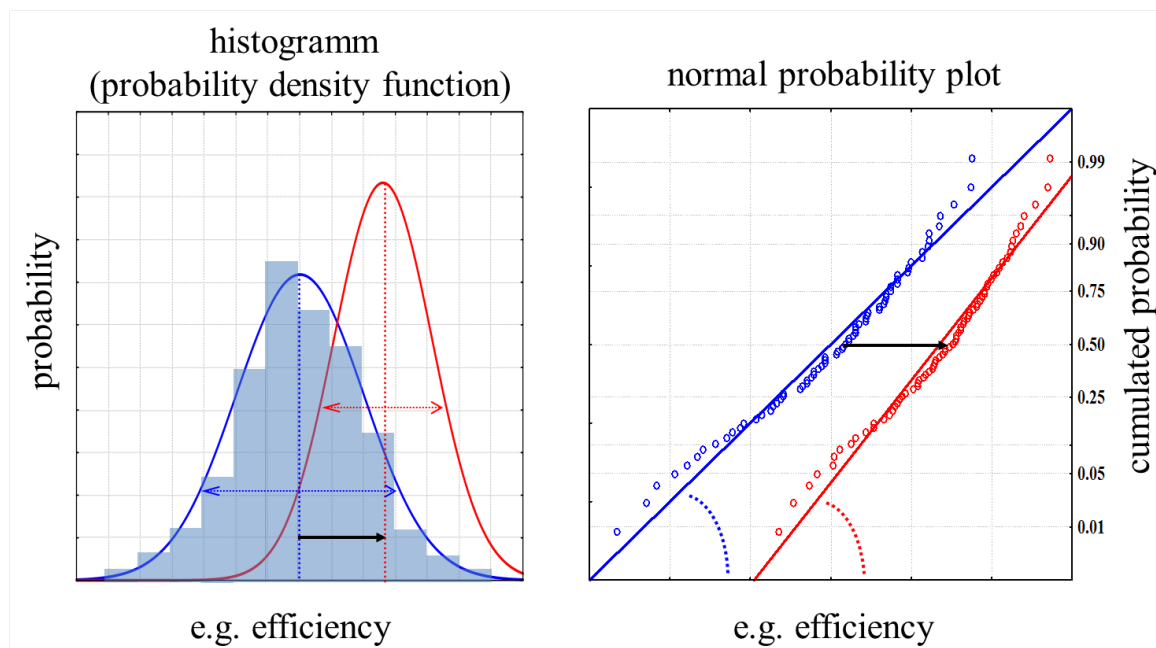 histogramm
(probability density function)
probability
e.g. efficiency
normal probability plot
0.99
0.90
0.75
0.50
0.25
0.05
0.01
cumulated probability
e.g. efficiency